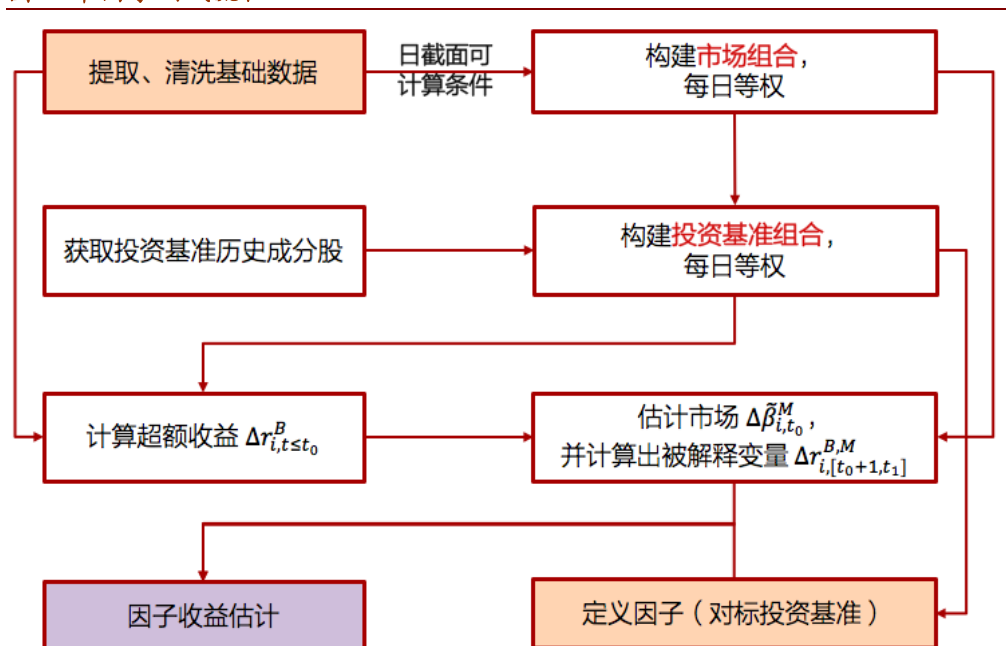 提取、清洗基础数据
日截面可
计算条件
构建市场组合，
每日等权
获取投资基准历史成分股
构建投资基准组合，
每日等权
计算超额收益 Δr^B_{i,t≤t_0}
估计市场 Δβ̃^M_{i,t_0}，
并计算出被解释变量 Δr^{B,M}_{i,[t_0+1,t_1]}
因子收益估计
定义因子（对标投资基准）